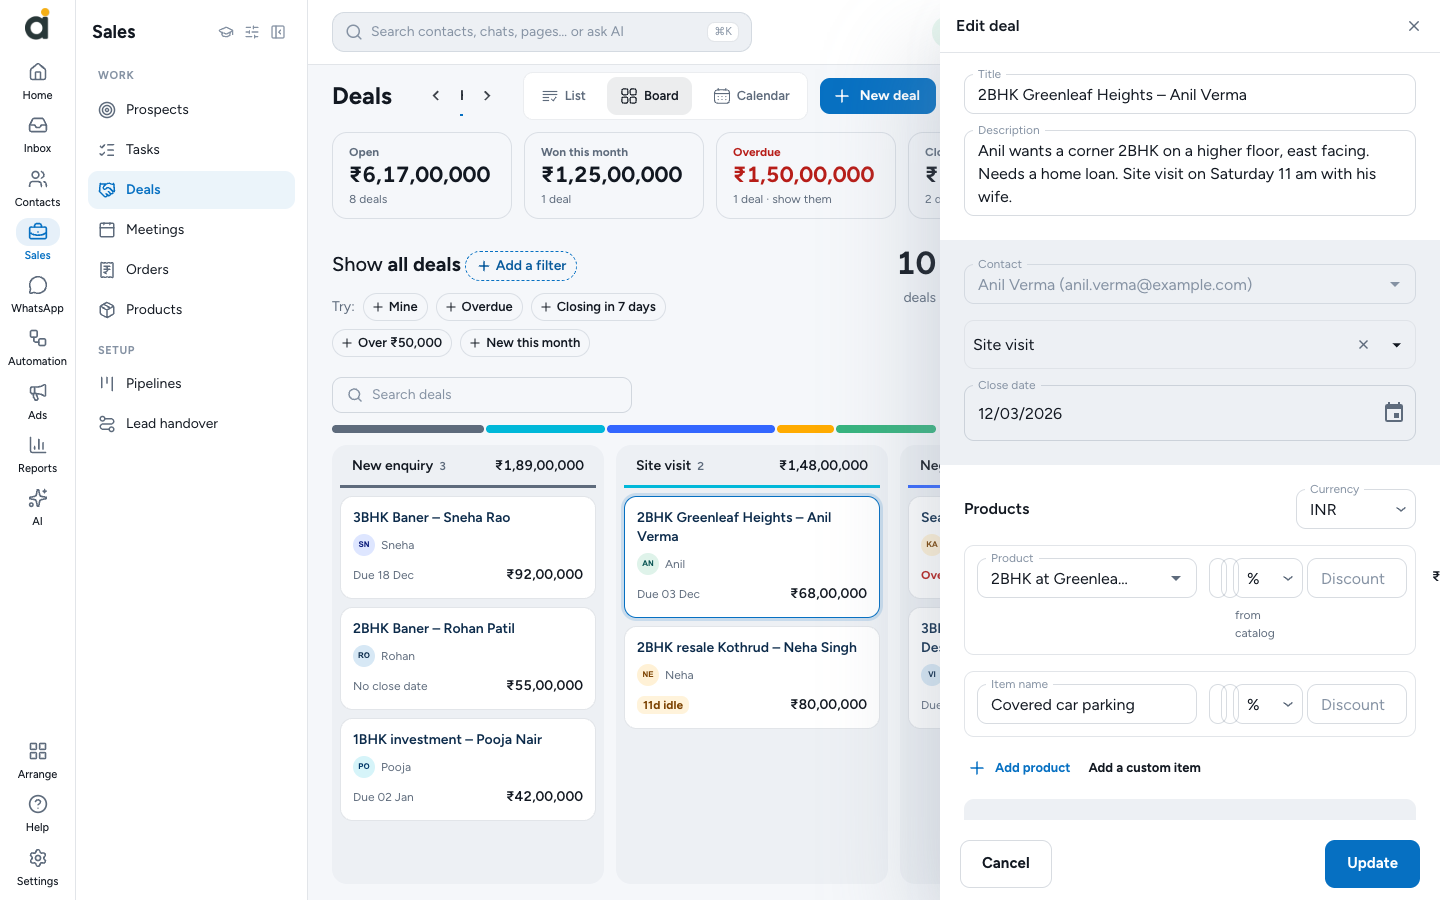 Home
Inbox
Contacts
Sales
WhatsApp
Automation
Ads
Reports
AI
Arrange
Help
Settings
Sales
WORK
Prospects
Tasks
Deals
Meetings
Orders
Products
SETUP
Pipelines
Lead handover
Search contacts, chats, pages... or ask AI
⌘K
Deals
List
Board
Calendar
New deal
Open
₹6,17,00,000
8 deals
Won this month
₹1,25,00,000
1 deal
Overdue
₹1,50,00,000
1 deal · show them
₹
2 d
Show all deals
Add a filter
10
deals
Try:
Mine
Overdue
Closing in 7 days
Over ₹50,000
New this month
Search deals
New enquiry 3 ₹1,89,00,000
3BHK Baner – Sneha Rao
SN Sneha
Due 18 Dec ₹92,00,000
2BHK Baner – Rohan Patil
RO Rohan
No close date ₹55,00,000
1BHK investment – Pooja Nair
PO Pooja
Due 02 Jan ₹42,00,000
Site visit 2 ₹1,48,00,000
2BHK Greenleaf Heights – Anil
Verma
AN Anil
Due 03 Dec ₹68,00,000
2BHK resale Kothrud – Neha Singh
NE Neha
11d idle ₹80,00,000
KA
VI
Due
Edit deal
Title
2BHK Greenleaf Heights – Anil Verma
Description
Anil wants a corner 2BHK on a higher floor, east facing.
Needs a home loan. Site visit on Saturday 11 am with his
wife.
Contact
Anil Verma (anil.verma@example.com)
Site visit
Close date
12/03/2026
Products
Currency
INR
Product
2BHK at Greenlea...
%
Discount
₹
from
catalog
Item name
Covered car parking
%
Discount
Add product
Add a custom item
Cancel
Update